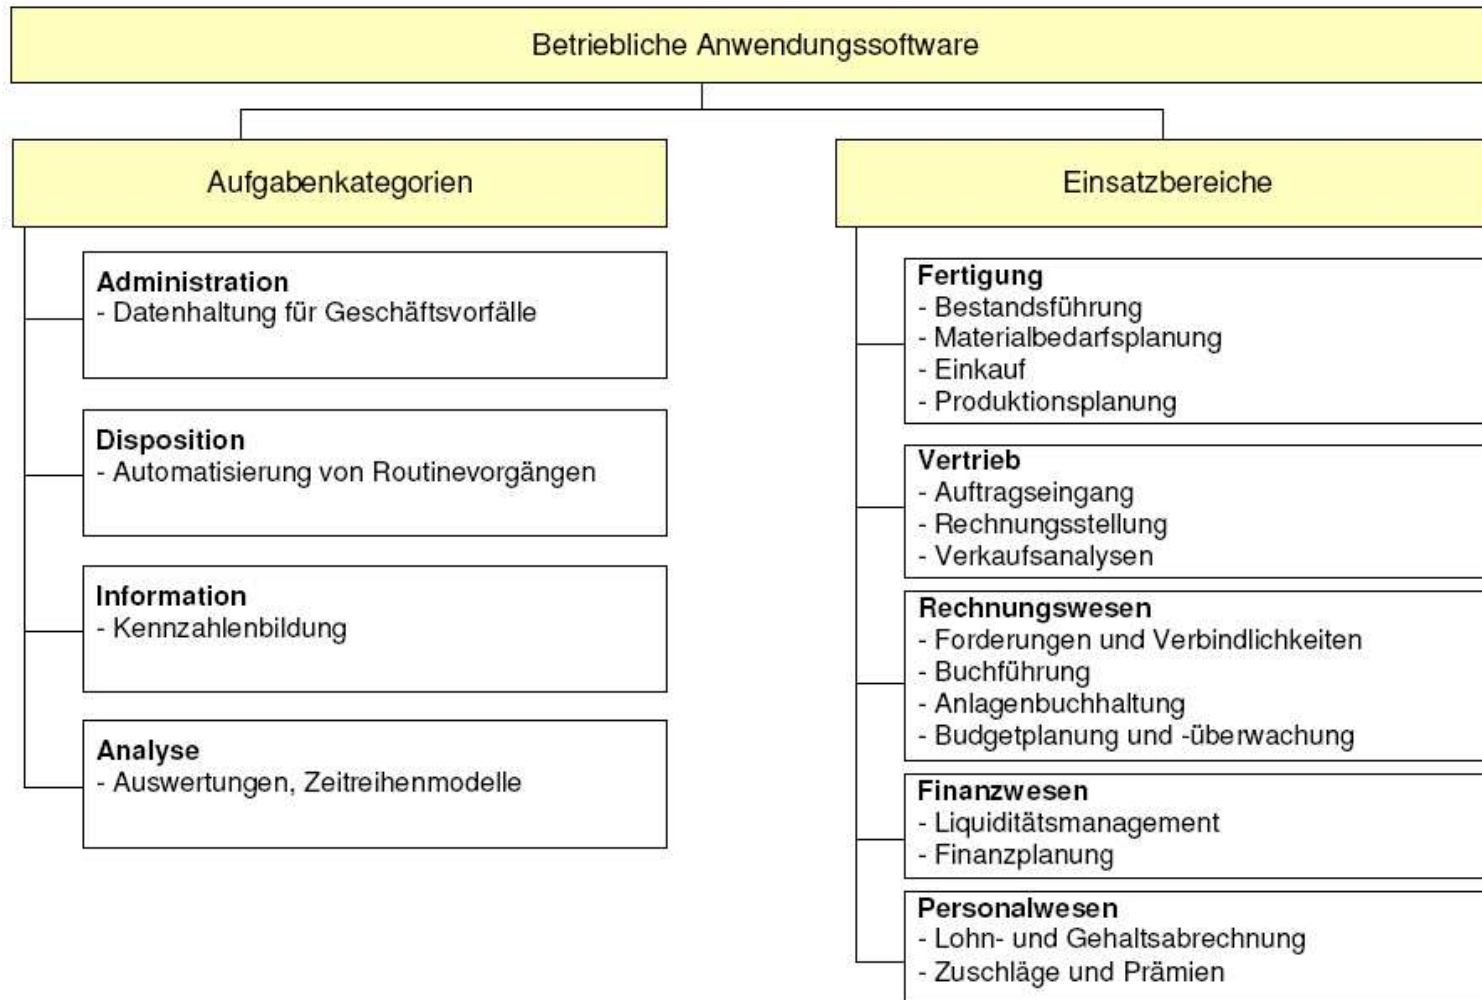 Betriebliche Anwendungssoftware
Aufgabenkategorien
Administration
- Datenhaltung für Geschäftsvorfälle
Disposition
- Automatisierung von Routinevorgängen
Information
- Kennzahlenbildung
Analyse
- Auswertungen, Zeitreihenmodelle
Einsatzbereiche
Fertigung
- Bestandsführung
- Materialbedarfsplanung
- Einkauf
- Produktionsplanung
Vertrieb
- Auftragseingang
- Rechnungsstellung
- Verkaufsanalysen
Rechnungswesen
- Forderungen und Verbindlichkeiten
- Buchführung
- Anlagenbuchhaltung
- Budgetplanung und -überwachung
Finanzwesen
- Liquiditätsmanagement
- Finanzplanung
Personalwesen
- Lohn- und Gehaltsabrechnung
- Zuschläge und Prämien